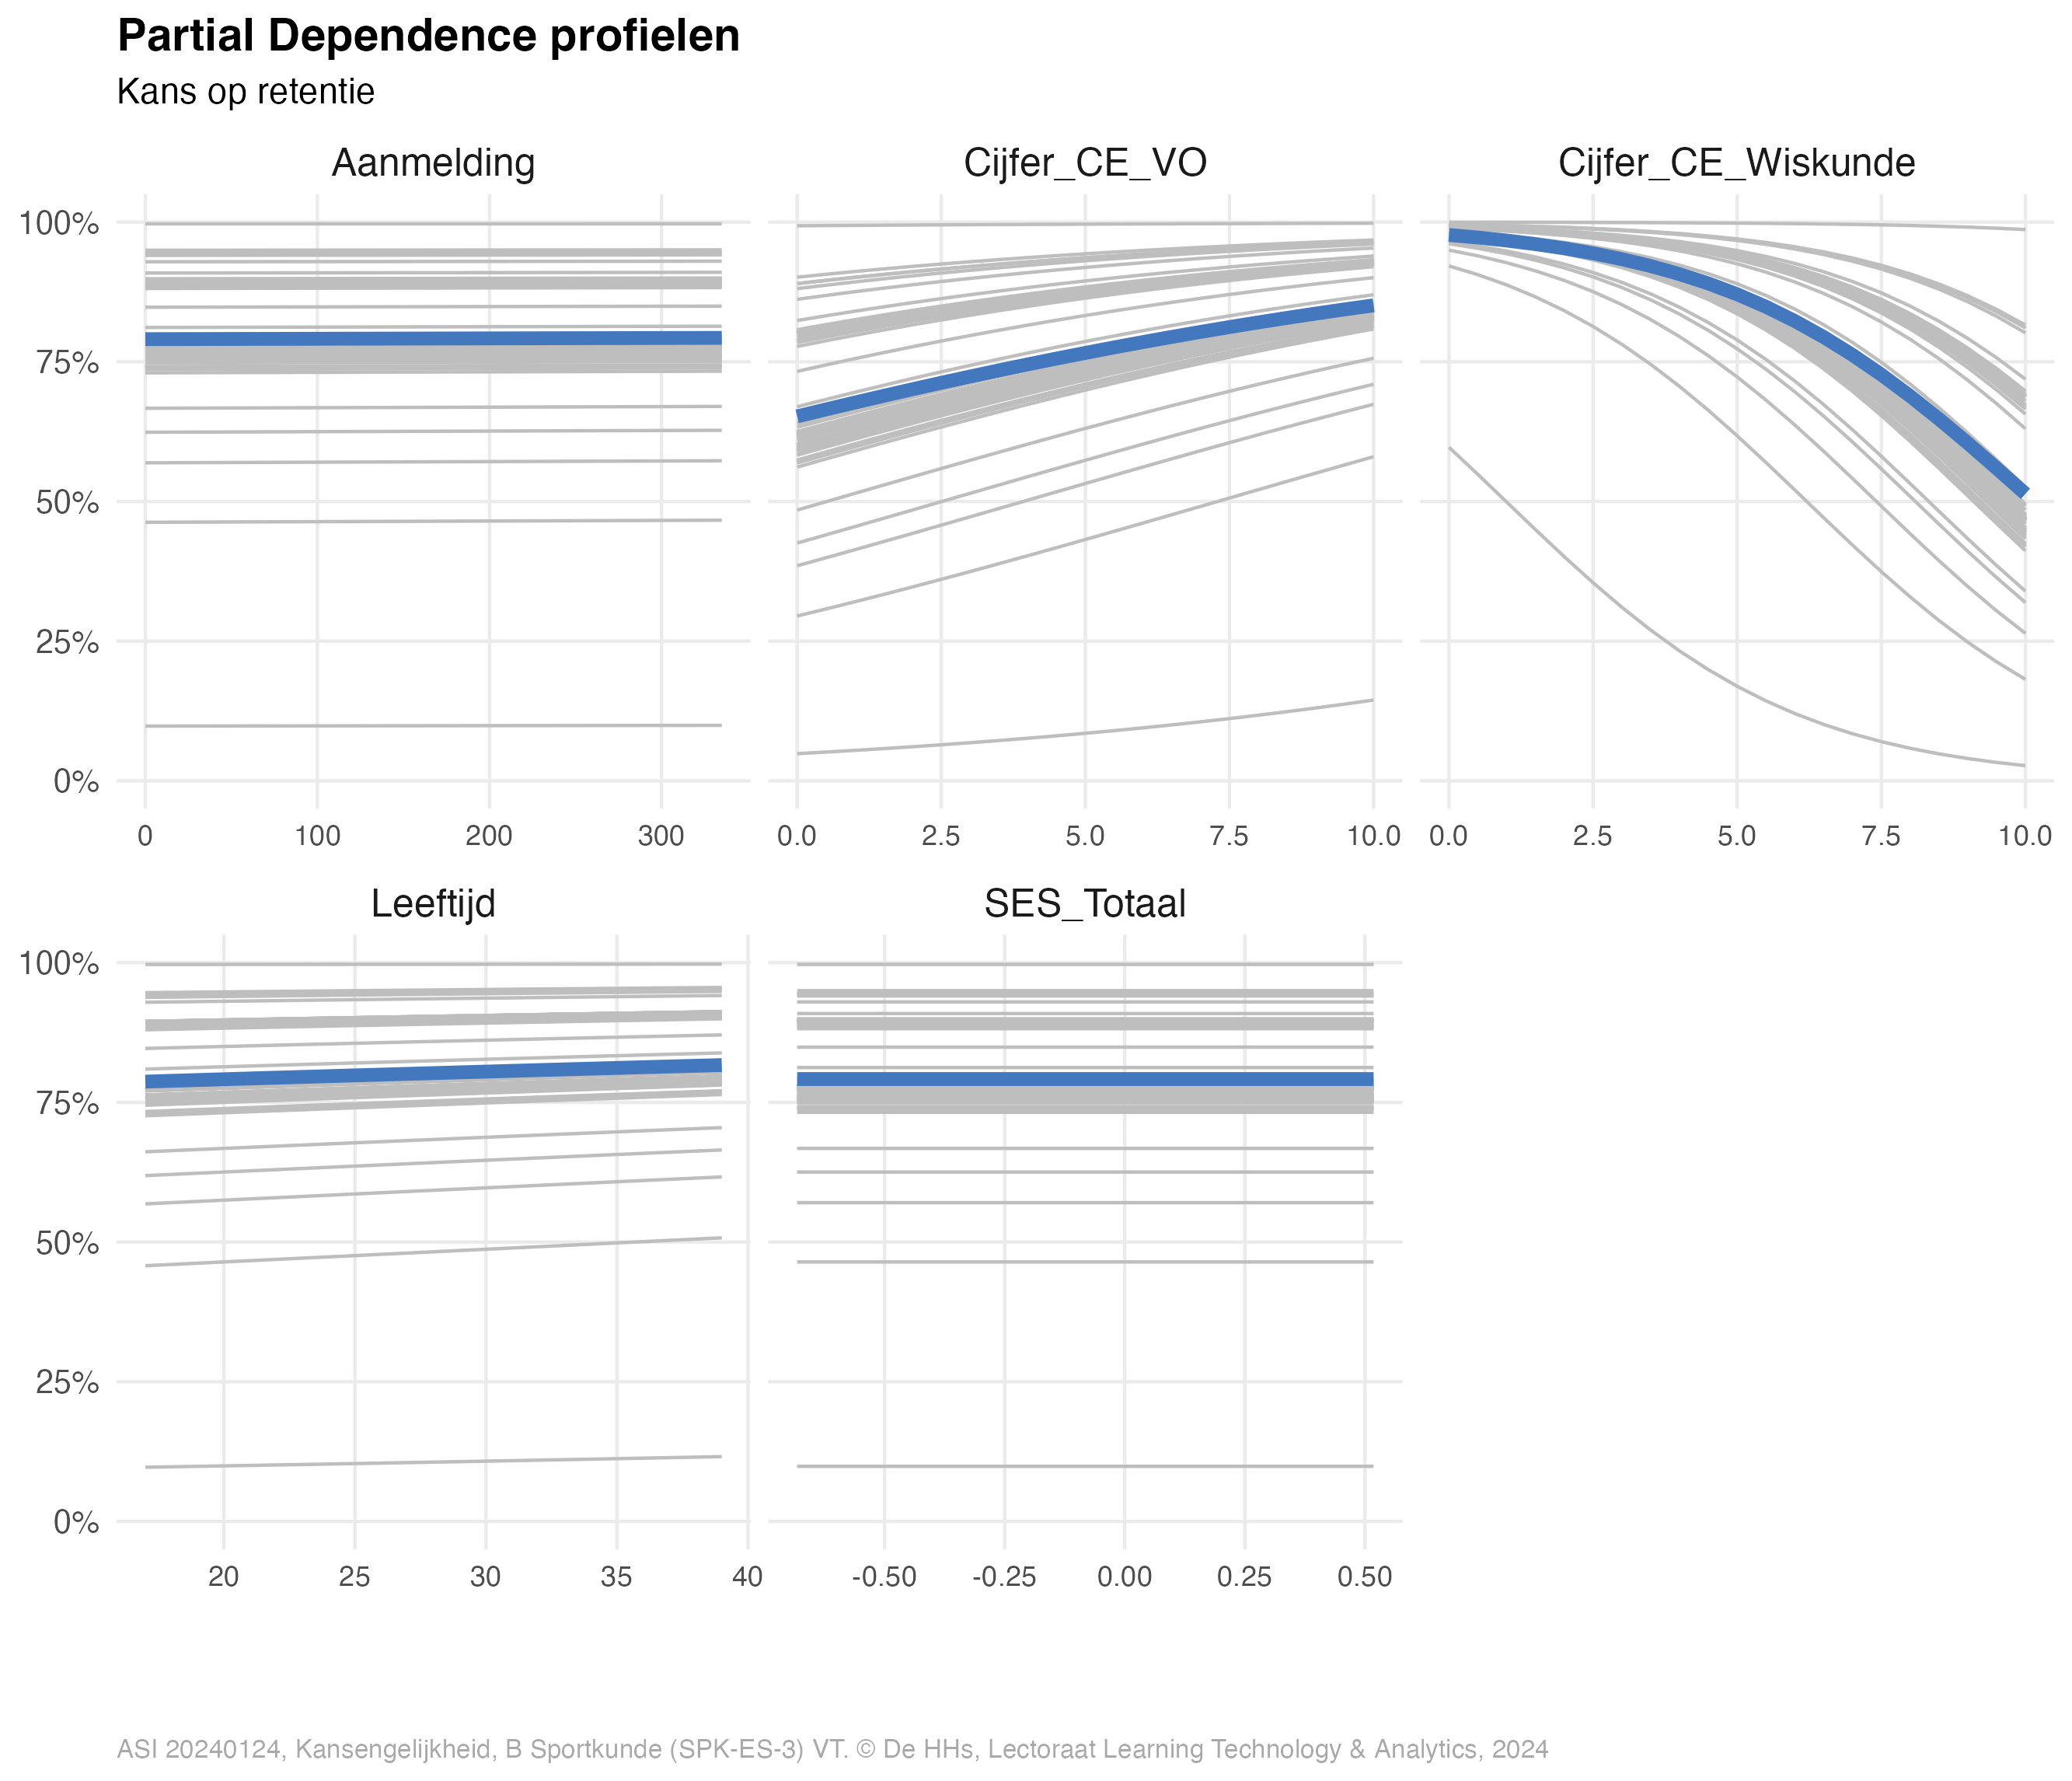 Partial Dependence profielen
Kans op retentie
Aanmelding
Cijfer_CE_VO
Cijfer_CE_Wiskunde
100%
75%
50%
25%
0%
0 100 200 300
0.0 2.5 5.0 7.5 10.0
0.0 2.5 5.0 7.5 10.0
Leeftijd
SES_Totaal
100%
75%
50%
25%
0%
20 25 30 35 40
-0.50 -0.25 0.00 0.25 0.50
ASI 20240124, Kansengelijkheid, B Sportkunde (SPK-ES-3) VT. © De HHs, Lectoraat Learning Technology & Analytics, 2024